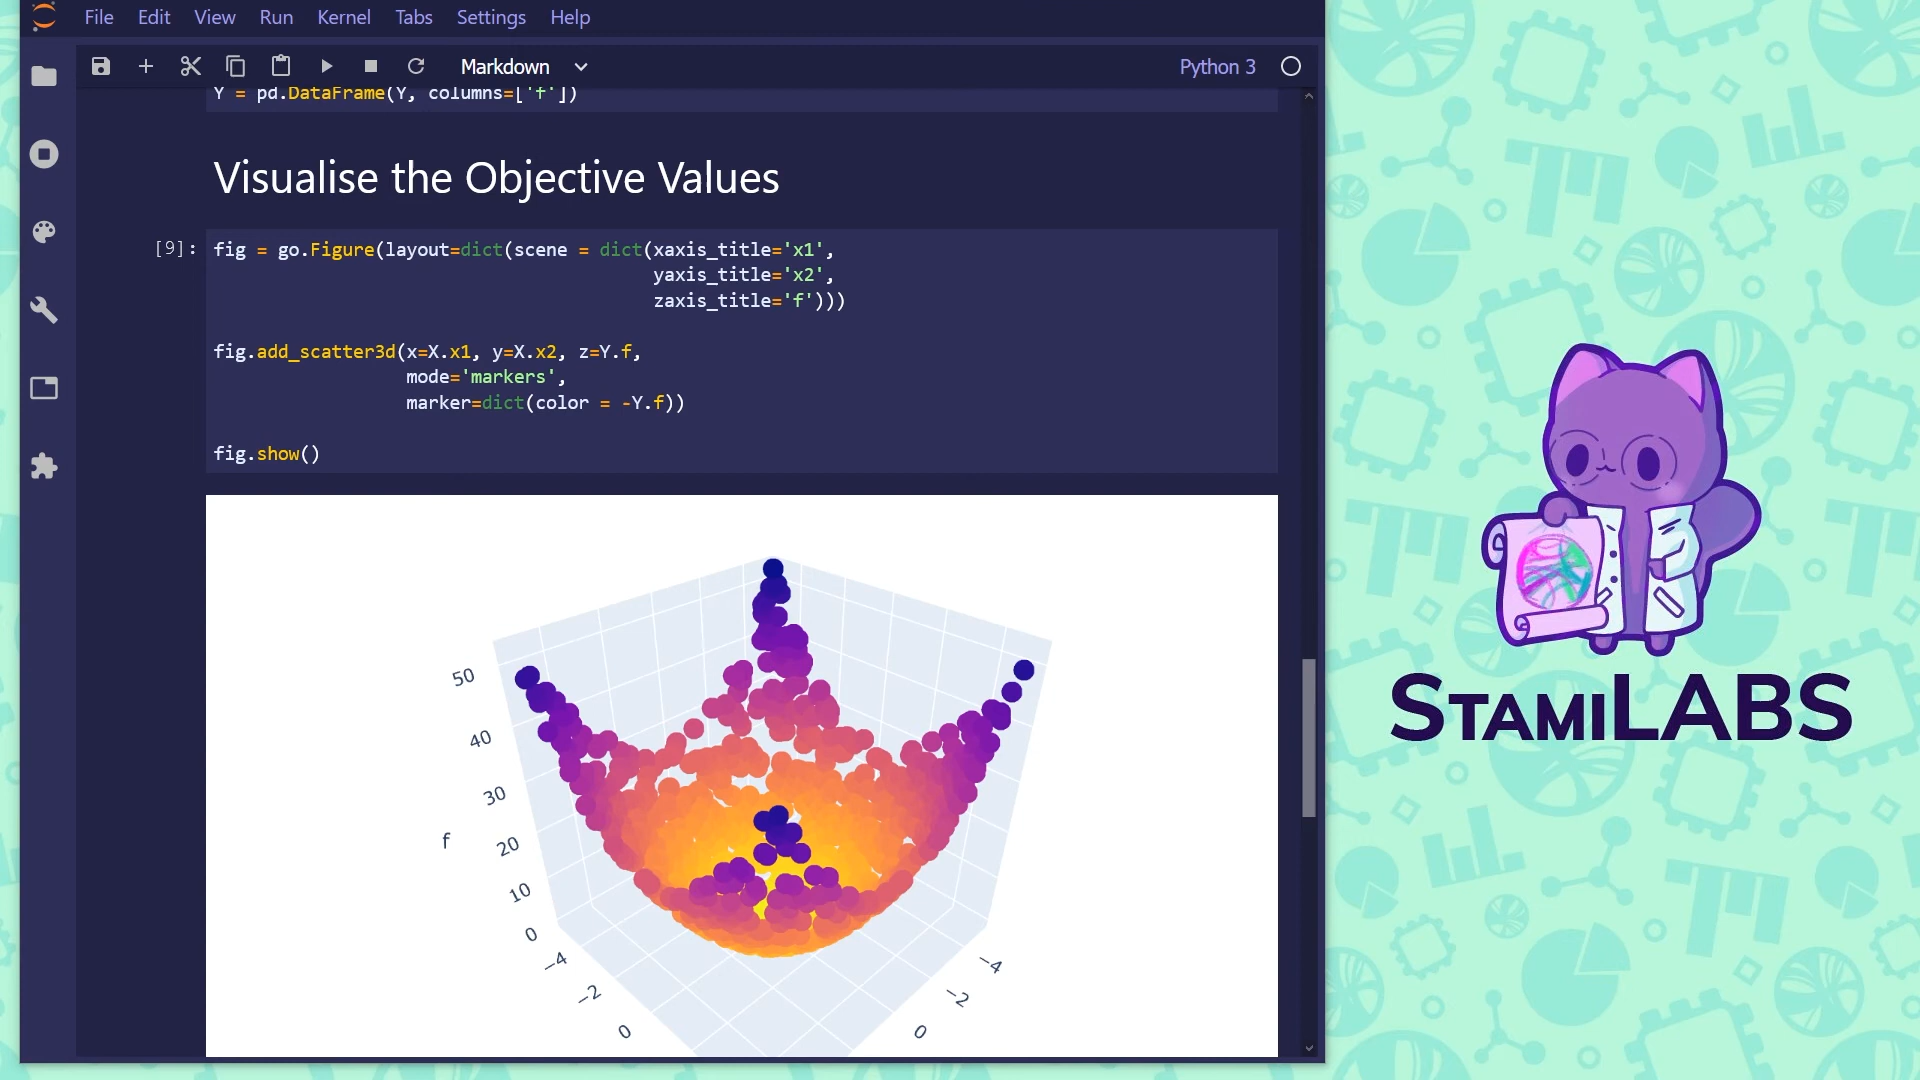 File Edit View Run Kernel Tabs Settings Help
Markdown
Python 3
Y = pd.DataFrame(Y, columns=['f'])
Visualise the Objective Values
[9]:
fig = go.Figure(layout=dict(scene = dict(xaxis_title='x1',
yaxis_title='x2',
zaxis_title='f')))
fig.add_scatter3d(x=X.x1, y=X.x2, z=Y.f,
mode='markers',
marker=dict(color = -Y.f))
fig.show()
50
40
30
20
10
0
f
−4
−2
0
−4
−2
0
STAMILABS